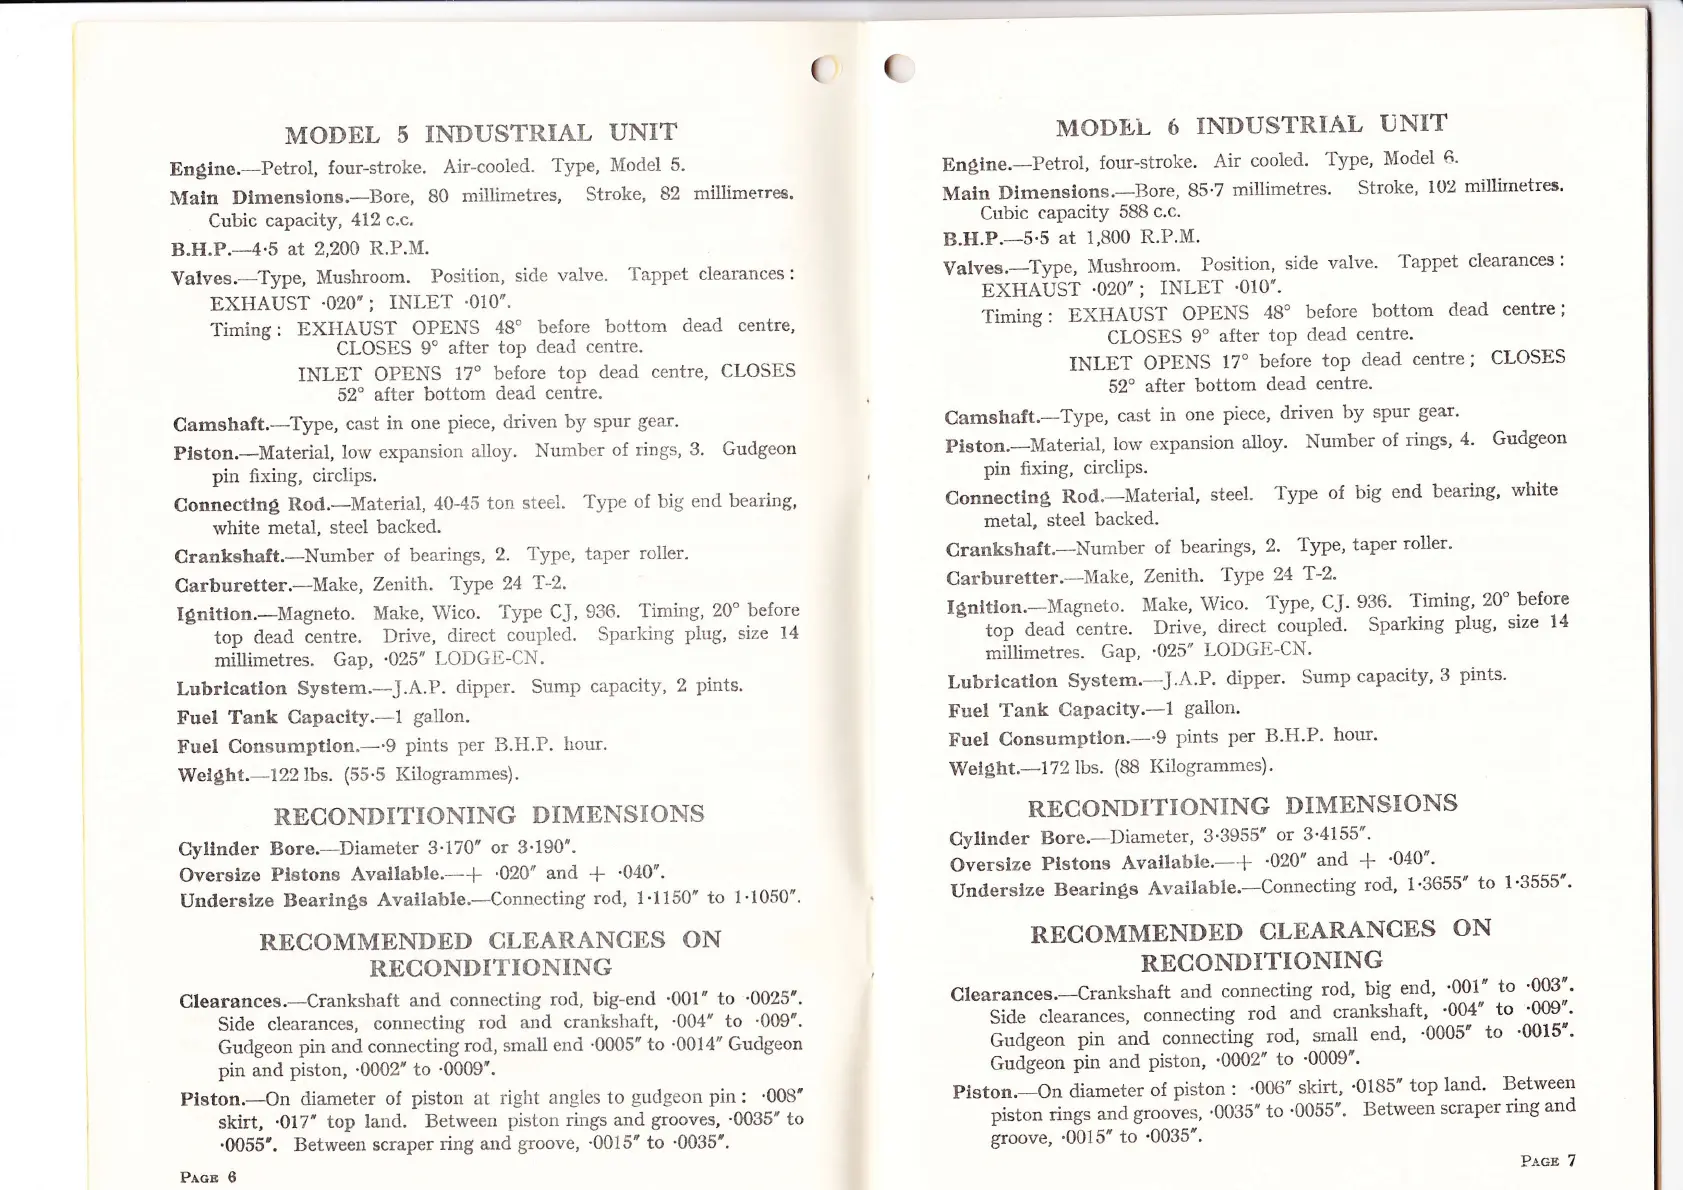 MODEL 5 INDUSTRIAL UNIT
Engine.—Petrol, four-stroke. Air-cooled. Type, Model 5.
Main Dimensions.—Bore, 80 millimetres, Stroke, 82 millimerres.
Cubic capacity, 412 c.c.
B.H.P.—4·5 at 2,200 R.P.M.
Valves.—Type, Mushroom. Position, side valve. Tappet clearances :
EXHAUST ·020″ ; INLET ·010″.
Timing : EXHAUST OPENS 48° before bottom dead centre,
CLOSES 9° after top dead centre.
INLET OPENS 17° before top dead centre, CLOSES
52° after bottom dead centre.
Camshaft.—Type, cast in one piece, driven by spur gear.
Piston.—Material, low expansion alloy. Number of rings, 3. Gudgeon
pin fixing, circlips.
Connecting Rod.—Material, 40-45 ton steel. Type of big end bearing,
white metal, steel backed.
Crankshaft.—Number of bearings, 2. Type, taper roller.
Carburetter.—Make, Zenith. Type 24 T-2.
Ignition.—Magneto. Make, Wico. Type CJ, 936. Timing, 20° before
top dead centre. Drive, direct coupled. Sparking plug, size 14
millimetres. Gap, ·025″ LODGE-CN.
Lubrication System.—J.A.P. dipper. Sump capacity, 2 pints.
Fuel Tank Capacity.—1 gallon.
Fuel Consumption.—·9 pints per B.H.P. hour.
Weight.—122 lbs. (55·5 Kilogrammes).
RECONDITIONING DIMENSIONS
Cylinder Bore.—Diameter 3·170″ or 3·190″.
Oversize Pistons Available.—+ ·020″ and + ·040″.
Undersize Bearings Available.—Connecting rod, 1·1150″ to 1·1050″.
RECOMMENDED CLEARANCES ON
RECONDITIONING
Clearances.—Crankshaft and connecting rod, big-end ·001″ to ·0025″.
Side clearances, connecting rod and crankshaft, ·004″ to ·009″.
Gudgeon pin and connecting rod, small end ·0005″ to ·0014″ Gudgeon
pin and piston, ·0002″ to ·0009″.
Piston.—On diameter of piston at right angles to gudgeon pin : ·008″
skirt, ·017″ top land. Between piston rings and grooves, ·0035″ to
·0055″. Between scraper ring and groove, ·0015″ to ·0035″.
PAGE 6
MODEL 6 INDUSTRIAL UNIT
Engine.—Petrol, four-stroke. Air cooled. Type, Model 6.
Main Dimensions.—Bore, 85·7 millimetres. Stroke, 102 millimetres.
Cubic capacity 588 c.c.
B.H.P.—5·5 at 1,800 R.P.M.
Valves.—Type, Mushroom. Position, side valve. Tappet clearances :
EXHAUST ·020″ ; INLET ·010″.
Timing : EXHAUST OPENS 48° before bottom dead centre ;
CLOSES 9° after top dead centre.
INLET OPENS 17° before top dead centre ; CLOSES
52° after bottom dead centre.
Camshaft.—Type, cast in one piece, driven by spur gear.
Piston.—Material, low expansion alloy. Number of rings, 4. Gudgeon
pin fixing, circlips.
Connecting Rod.—Material, steel. Type of big end bearing, white
metal, steel backed.
Crankshaft.—Number of bearings, 2. Type, taper roller.
Carburetter.—Make, Zenith. Type 24 T-2.
Ignition.—Magneto. Make, Wico. Type, CJ. 936. Timing, 20° before
top dead centre. Drive, direct coupled. Sparking plug, size 14
millimetres. Gap, ·025″ LODGE-CN.
Lubrication System.—J.A.P. dipper. Sump capacity, 3 pints.
Fuel Tank Capacity.—1 gallon.
Fuel Consumption.—·9 pints per B.H.P. hour.
Weight.—172 lbs. (88 Kilogrammes).
RECONDITIONING DIMENSIONS
Cylinder Bore.—Diameter, 3·3955″ or 3·4155″.
Oversize Pistons Available.—+ ·020″ and + ·040″.
Undersize Bearings Available.—Connecting rod, 1·3655″ to 1·3555″.
RECOMMENDED CLEARANCES ON
RECONDITIONING
Clearances.—Crankshaft and connecting rod, big end, ·001″ to ·003″.
Side clearances, connecting rod and crankshaft, ·004″ to ·009″.
Gudgeon pin and connecting rod, small end, ·0005″ to ·0015″.
Gudgeon pin and piston, ·0002″ to ·0009″.
Piston.—On diameter of piston : ·006″ skirt, ·0185″ top land. Between
piston rings and grooves, ·0035″ to ·0055″. Between scraper ring and
groove, ·0015″ to ·0035″.
PAGE 7